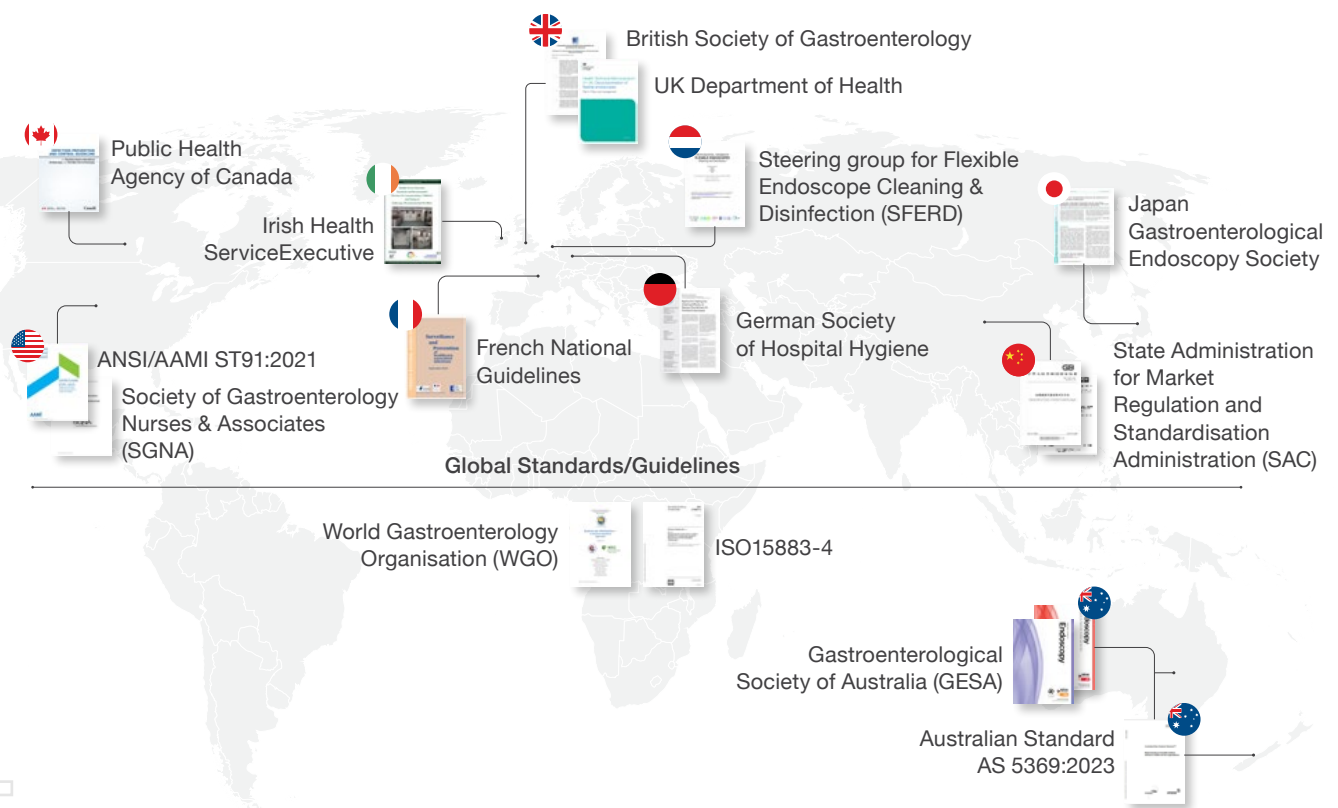 British Society of Gastroenterology
UK Department of Health
Public Health
Agency of Canada
Irish Health
ServiceExecutive
Steering group for Flexible
Endoscope Cleaning &
Disinfection (SFERD)
Japan
Gastroenterological
Endoscopy Society
ANSI/AAMI ST91:2021
Society of Gastroenterology
Nurses & Associates
(SGNA)
French National
Guidelines
German Society
of Hospital Hygiene
State Administration
for Market
Regulation and
Standardisation
Administration (SAC)
Global Standards/Guidelines
World Gastroenterology
Organisation (WGO)
ISO15883-4
Gastroenterological
Society of Australia (GESA)
Endoscopy
Australian Standard
AS 5369:2023